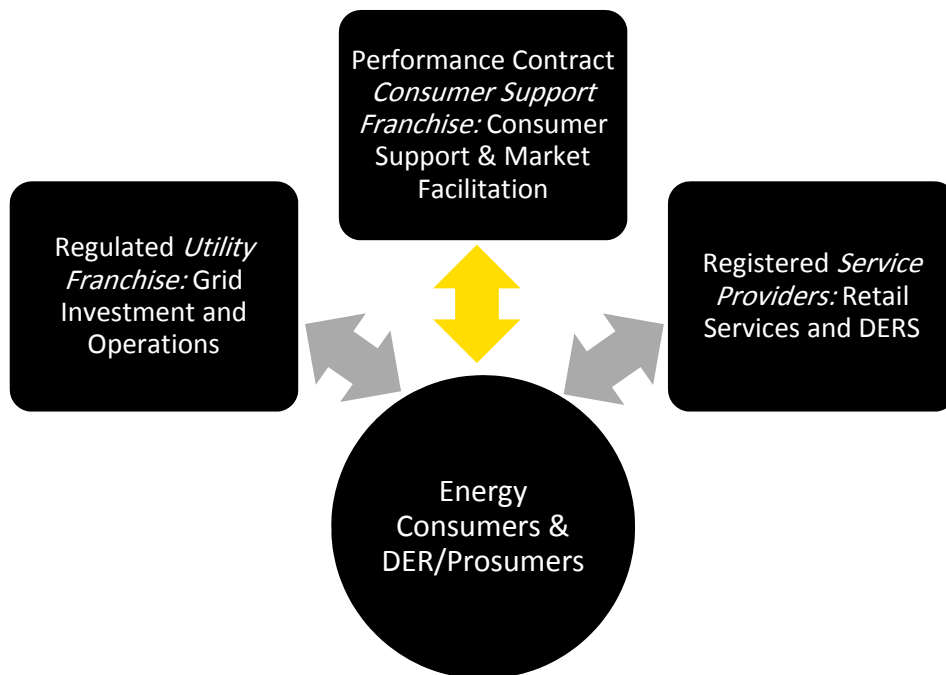 Performance Contract
Consumer Support
Franchise: Consumer
Support & Market
Facilitation
Regulated Utility
Franchise: Grid
Investment and
Operations
Registered Service
Providers: Retail
Services and DERS
Energy
Consumers &
DER/Prosumers